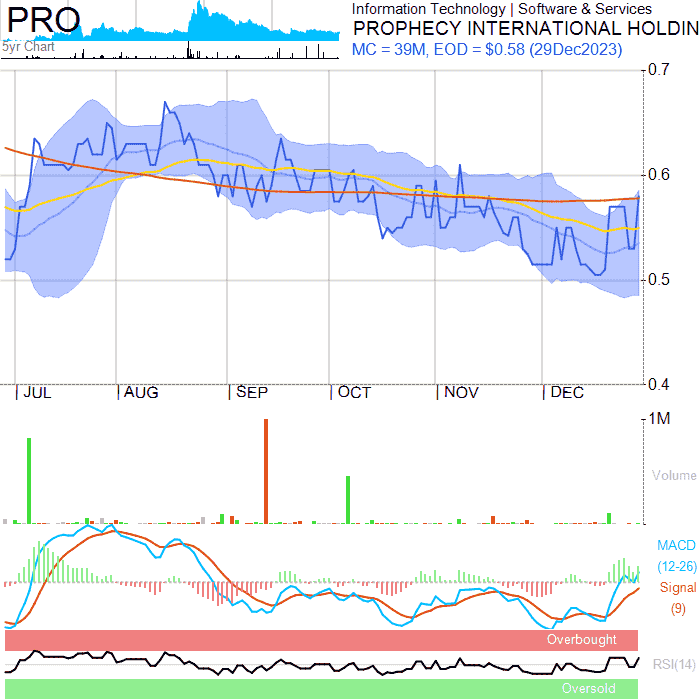 PRO
5yr Chart
Information Technology | Software & Services
PROPHECY INTERNATIONAL HOLDIN
MC = 39M, EOD = $0.58 (29Dec2023)
0.7
0.6
0.5
0.4
JUL AUG SEP OCT NOV DEC
1M
Volume
MACD
(12-26)
Signal
(9)
Overbought
RSI(14)
Oversold